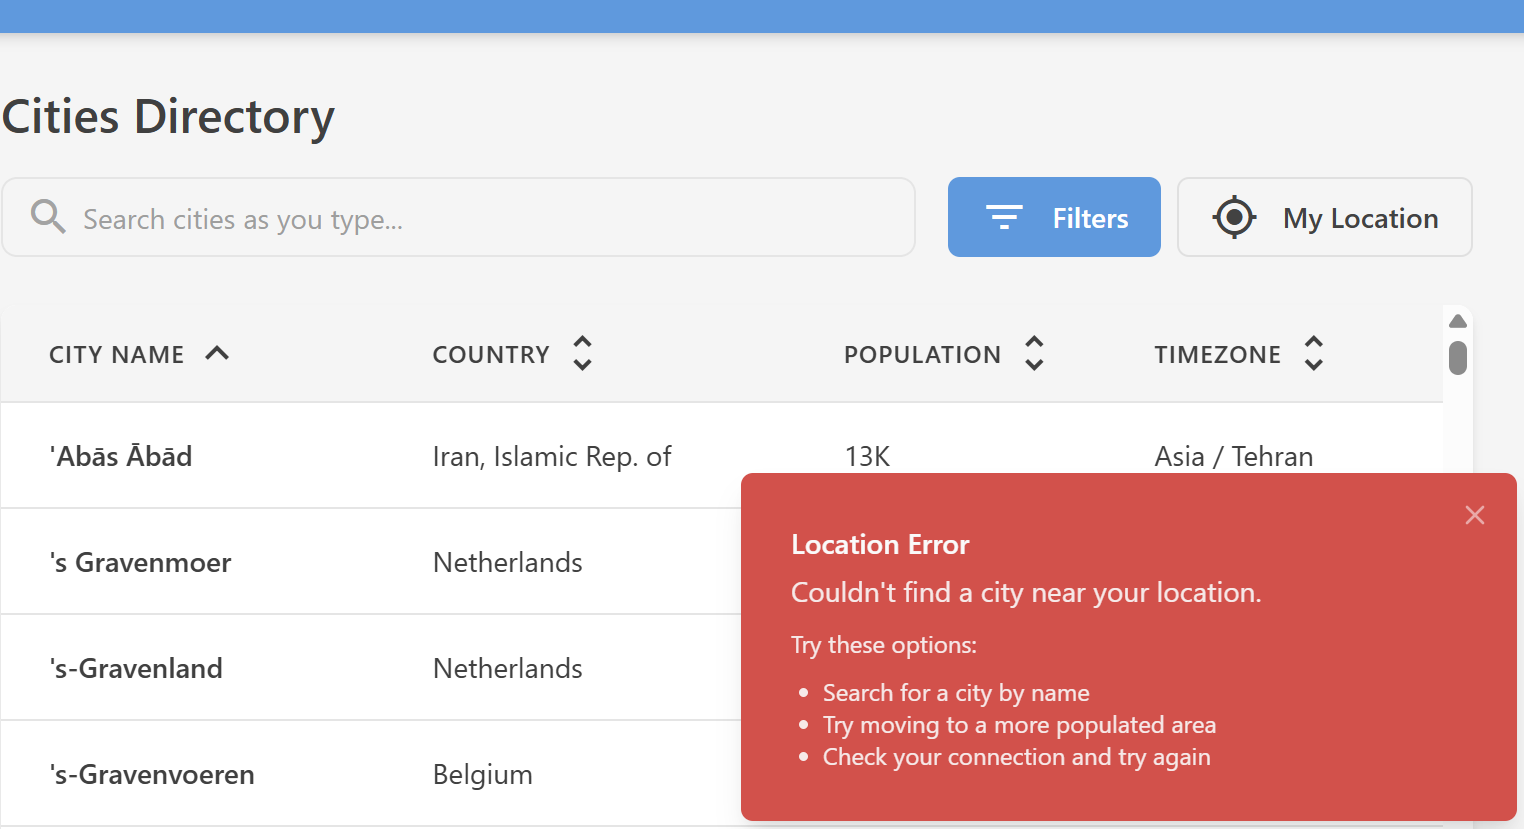 Cities Directory
Search cities as you type...
Filters
My Location
CITY NAME COUNTRY POPULATION TIMEZONE
'Abās Ābād Iran, Islamic Rep. of 13K Asia / Tehran
's Gravenmoer Netherlands
's-Gravenland Netherlands
's-Gravenvoeren Belgium
Location Error
Couldn't find a city near your location.
Try these options:
• Search for a city by name
• Try moving to a more populated area
• Check your connection and try again